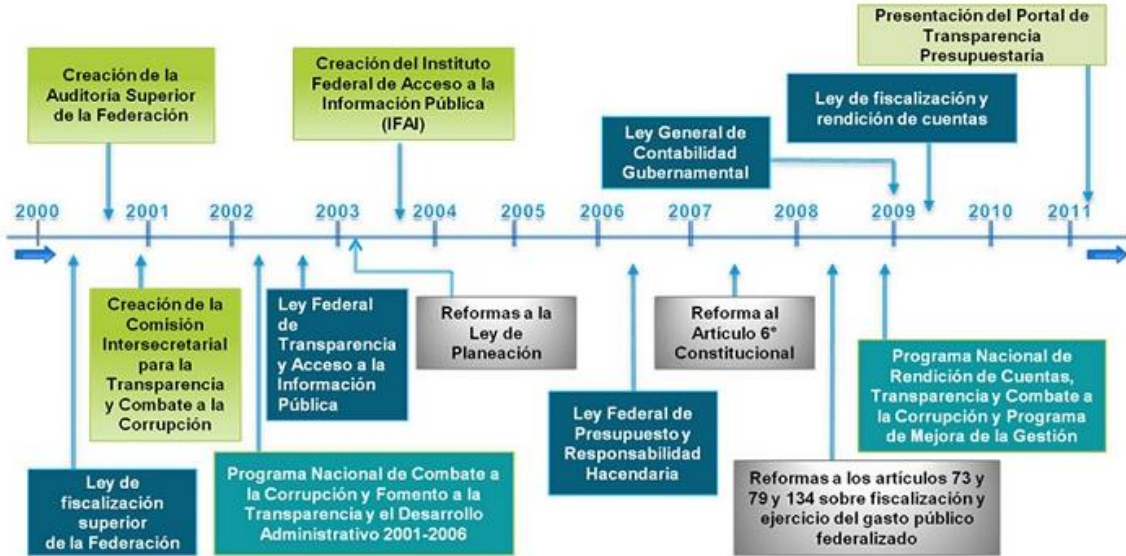 Presentación del Portal de
Transparencia
Presupuestaria
Creación de la
Auditoría Superior
de la Federación
Creación del Instituto
Federal de Acceso a la
Información Pública
(IFAI)
Ley General de
Contabilidad
Gubernamental
Ley de fiscalización y
rendición de cuentas
2000
2001
2002
2003
2004
2005
2006
2007
2008
2009
2010
2011
Creación de la
Comisión
Intersecretarial
para la
Transparencia
y Combate a la
Corrupción
Ley Federal
de
Transparencia
y Acceso a la
Información
Pública
Reformas a la
Ley de
Planeación
Reforma al
Artículo 6°
Constitucional
Programa Nacional de
Rendición de Cuentas,
Transparencia y Combate a
la Corrupción y Programa
de Mejora de la Gestión
Ley de
fiscalización
superior
de la Federación
Programa Nacional de Combate a
la Corrupción y Fomento a la
Transparencia y el Desarrollo
Administrativo 2001-2006
Ley Federal de
Presupuesto y
Responsabilidad
Hacendaria
Reformas a los artículos 73 y
79 y 134 sobre fiscalización y
ejercicio del gasto público
federalizado